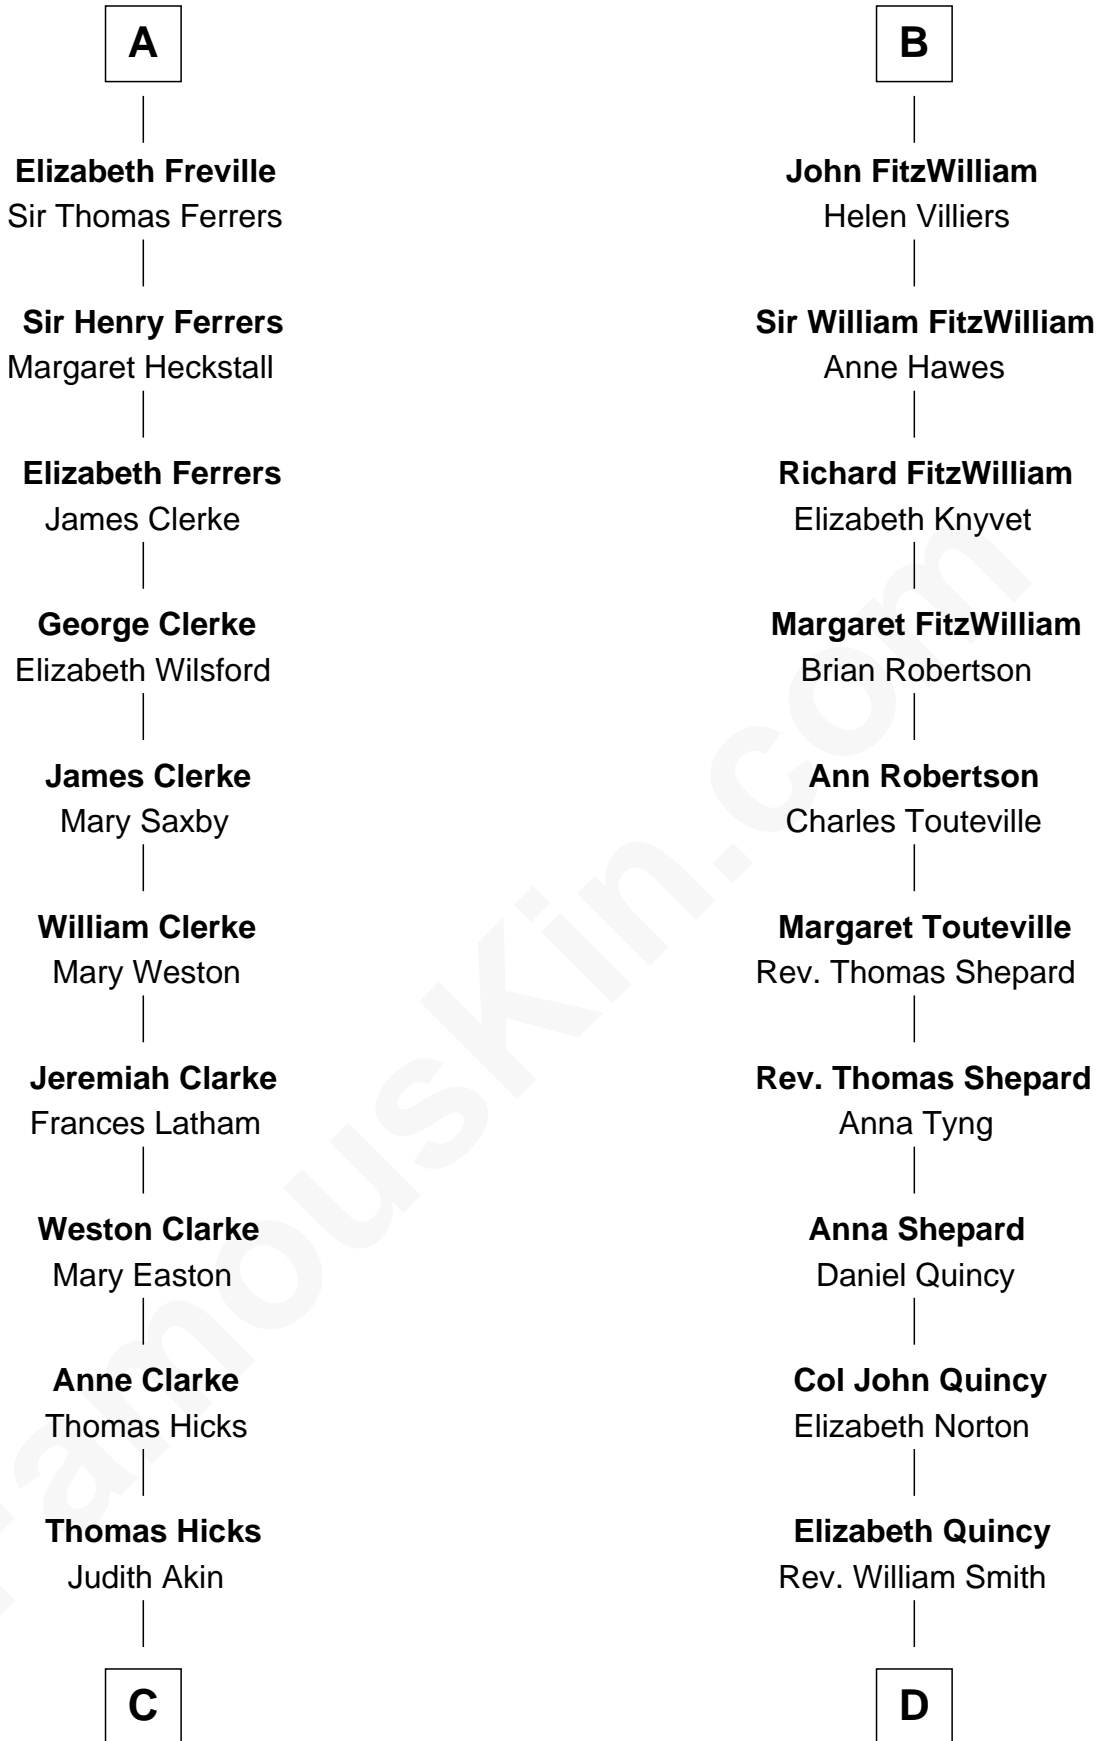 A
Elizabeth Freville
Sir Thomas Ferrers
Sir Henry Ferrers
Margaret Heckstall
Elizabeth Ferrers
James Clerke
George Clerke
Elizabeth Wilsford
James Clerke
Mary Saxby
William Clerke
Mary Weston
Jeremiah Clarke
Frances Latham
Weston Clarke
Mary Easton
Anne Clarke
Thomas Hicks
Thomas Hicks
Judith Akin
C
B
John FitzWilliam
Helen Villiers
Sir William FitzWilliam
Anne Hawes
Richard FitzWilliam
Elizabeth Knyvet
Margaret FitzWilliam
Brian Robertson
Ann Robertson
Charles Touteville
Margaret Touteville
Rev. Thomas Shepard
Rev. Thomas Shepard
Anna Tyng
Anna Shepard
Daniel Quincy
Col John Quincy
Elizabeth Norton
Elizabeth Quincy
Rev. William Smith
D
FamousKin.com